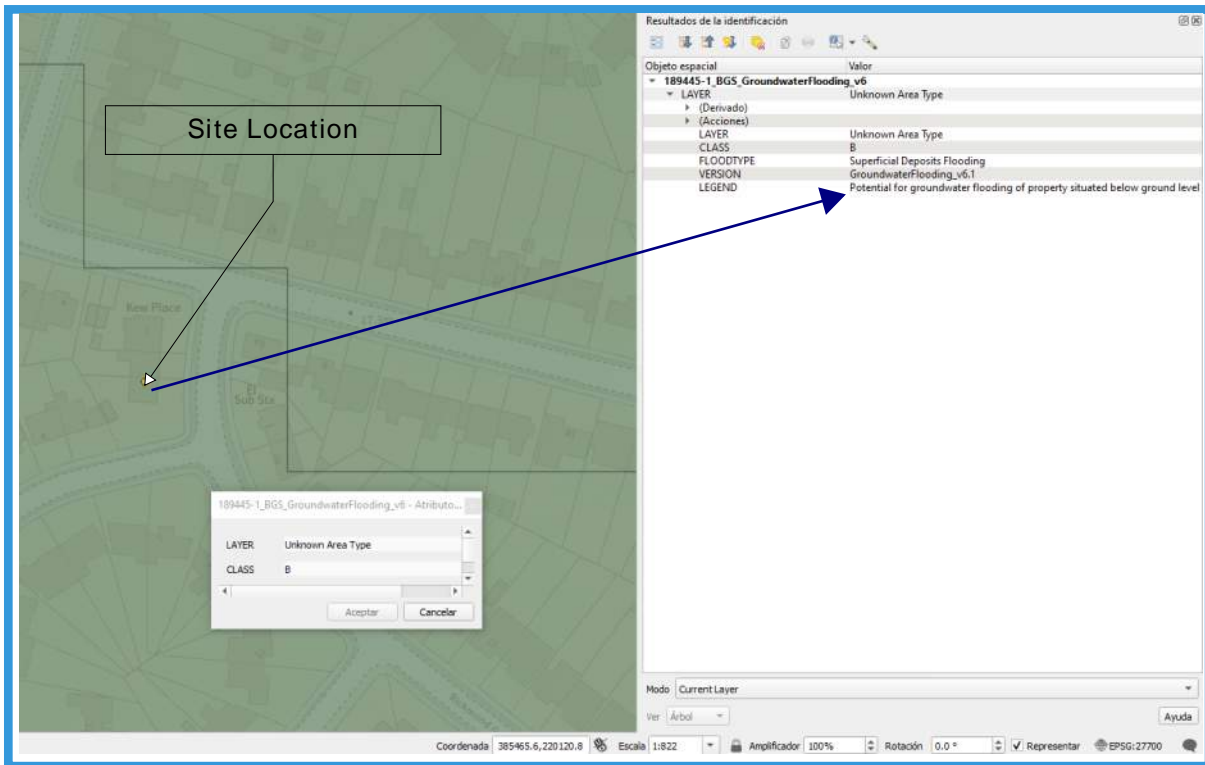 Site Location
Kew Place
El
Sub Sta
Resultados de la identificación
Objeto espacial Valor
189445-1_BGS_GroundwaterFlooding_v6
LAYER Unknown Area Type
(Derivado)
(Acciones)
LAYER Unknown Area Type
CLASS B
FLOODTYPE Superficial Deposits Flooding
VERSION GroundwaterFlooding_v6.1
LEGEND Potential for groundwater flooding of property situated below ground level
189445-1_BGS_GroundwaterFlooding_v6 - Atributo...
LAYER Unknown Area Type
CLASS B
Aceptar Cancelar
Modo Current Layer
Ver Árbol
Ayuda
Coordenada 385465.6,220120.8 Escala 1:822 Amplificador 100% Rotación 0.0 ° Representar EPSG:27700